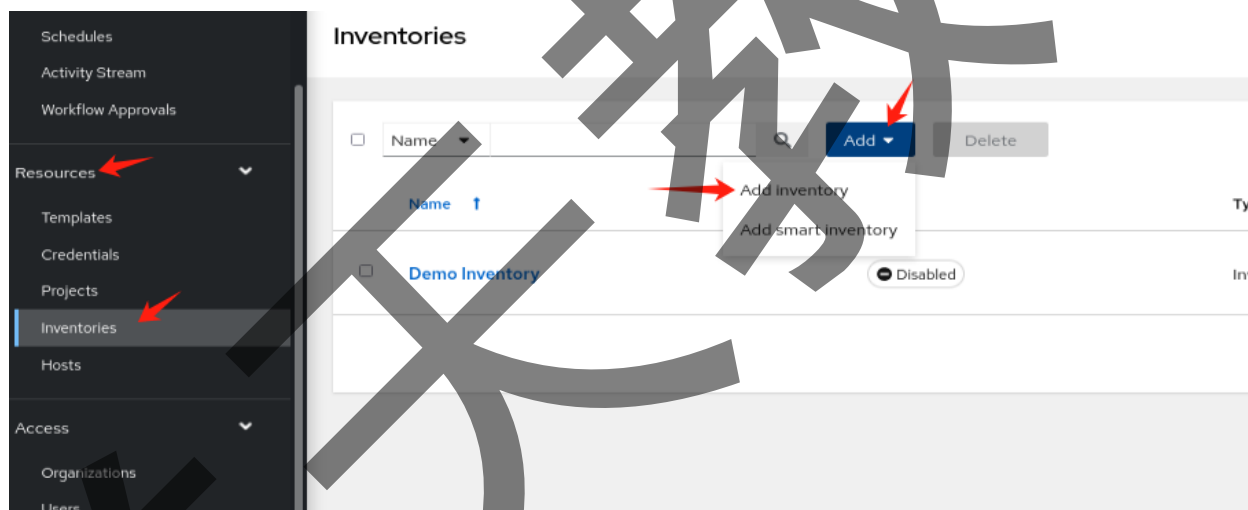 Schedules
Activity Stream
Workflow Approvals
Resources
Templates
Credentials
Projects
Inventories
Hosts
Access
Organizations
Users
Inventories
Name
Add
Delete
Add inventory
Add smart inventory
Name
Demo Inventory
Disabled